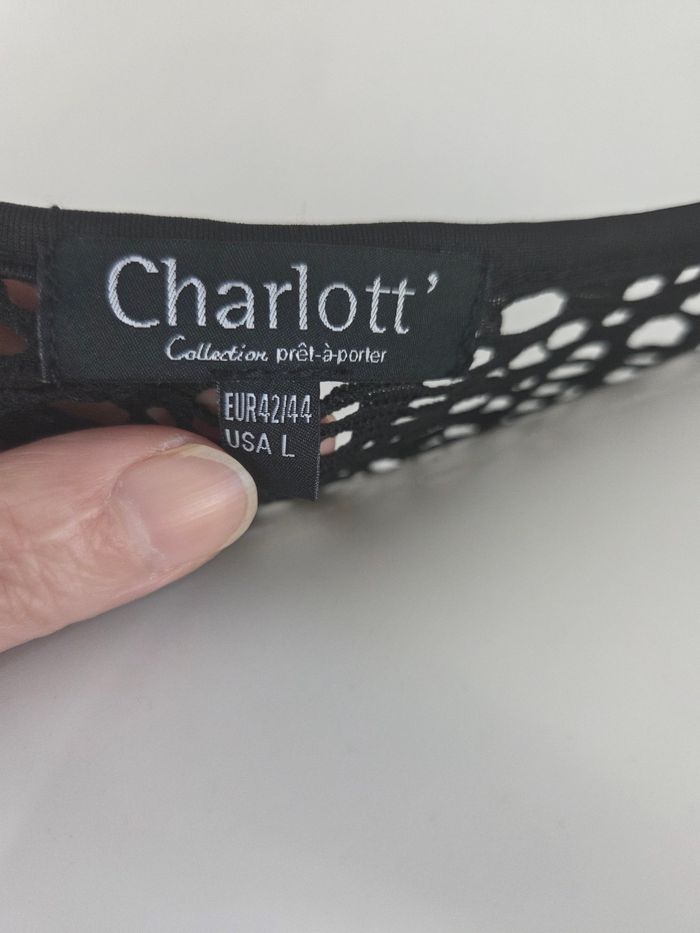 Charlott'
Collection prêt-à-porter
EUR42/44
USA L